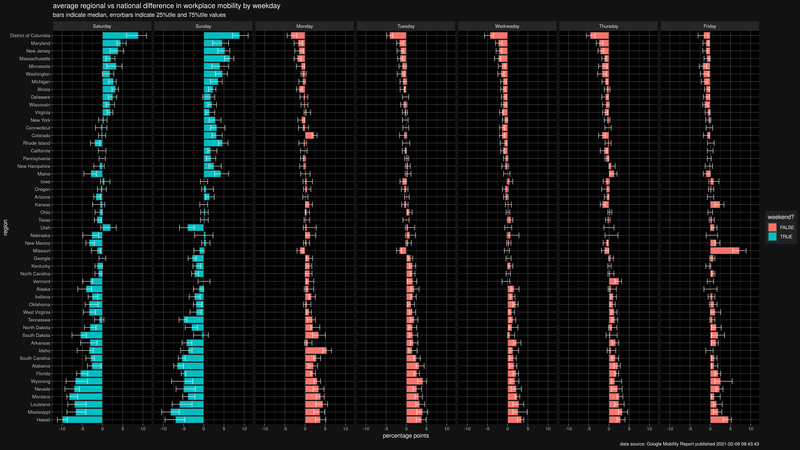 average regional vs national difference in workplace mobility by weekday
bars indicate median, errorbars indicate 25%tile and 75%tile values
Saturday Sunday Monday Tuesday Wednesday Thursday Friday
District of Columbia
Maryland
New Jersey
Massachusetts
Minnesota
Washington
Michigan
Illinois
Delaware
Wisconsin
Virginia
New York
Connecticut
Colorado
Rhode Island
California
Pennsylvania
New Hampshire
Maine
Iowa
Oregon
Arizona
Kansas
Ohio
Texas
Utah
Nebraska
New Mexico
Missouri
Georgia
Kentucky
North Carolina
Vermont
Alaska
Indiana
Oklahoma
West Virginia
Tennessee
North Dakota
South Dakota
Arkansas
Idaho
South Carolina
Alabama
Florida
Wyoming
Nevada
Montana
Louisiana
Mississippi
Hawaii
region
-10 -5 0 5 10 -10 -5 0 5 10 -10 -5 0 5 10 -10 -5 0 5 10 -10 -5 0 5 10 -10 -5 0 5 10 -10 -5 0 5 10
percentage points
weekend?
FALSE
TRUE
data source: Google Mobility Report published 2021-02-09 08:43:43